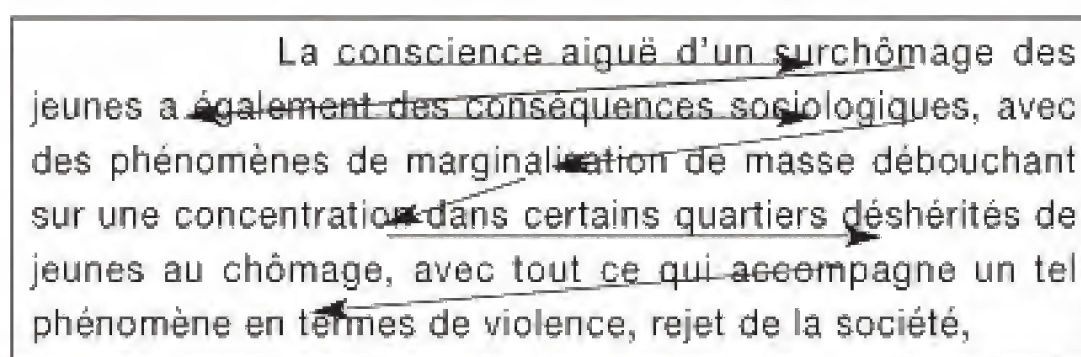 La conscience aiguë d'un surchômage des
jeunes a également des conséquences sociologiques, avec
des phénomènes de marginalisation de masse débouchant
sur une concentration dans certains quartiers déshérités de
jeunes au chômage, avec tout ce qui accompagne un tel
phénomène en termes de violence, rejet de la société,